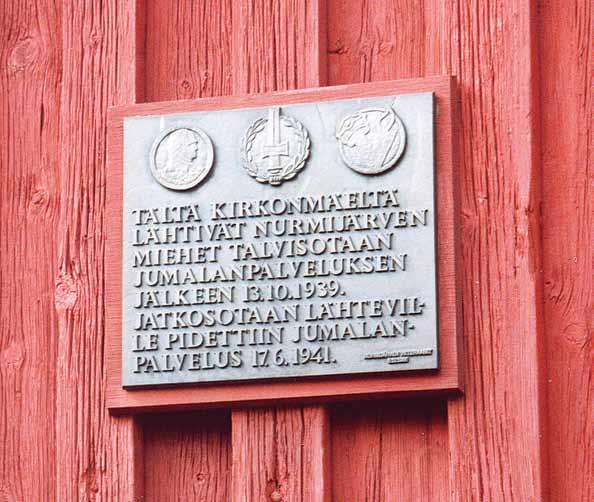 TÄLTÄ KIRKONMÄELTÄ
LÄHTIVÄT NURMIJÄRVEN
MIEHET TALVISOTAAN
JUMALANPALVELUKSEN
JÄLKEEN 13.10.1939.
JATKOSOTAAN LÄHTEVIL-
LE PIDETTIIN JUMALAN-
PALVELUS 17.6.1941.